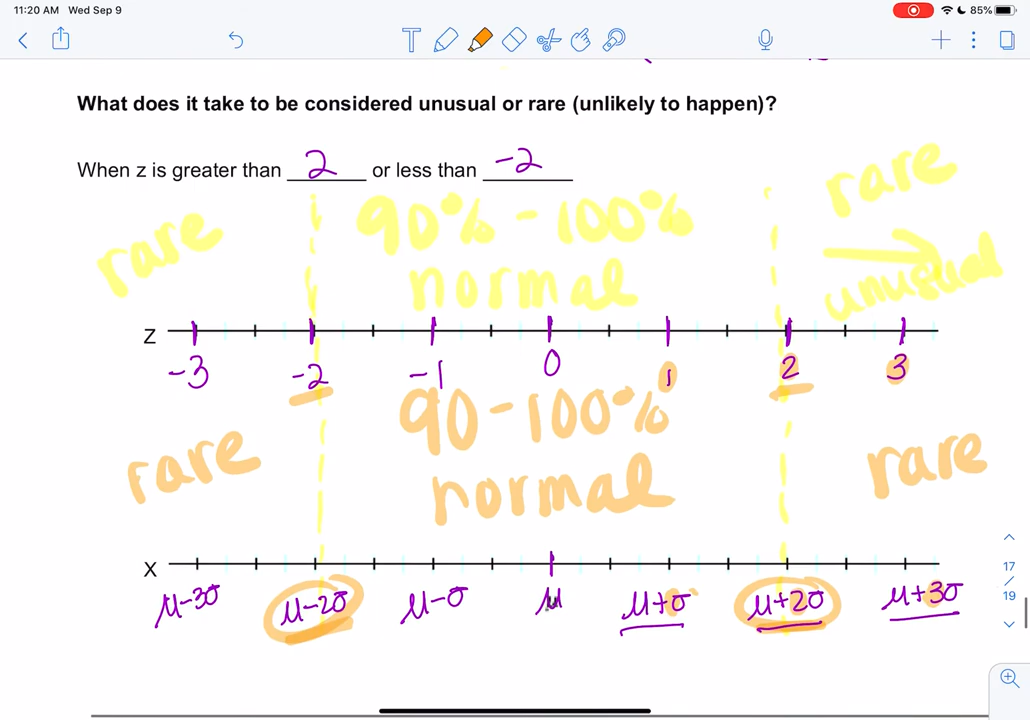 11:20 AM Wed Sep 9
85%
What does it take to be considered unusual or rare (unlikely to happen)?
When z is greater than 2 or less than -2
rare 90% - 100% rare
normal unusual
Z
-3 -2 -1 0 1 2 3
90-100%
rare normal rare
X
μ-3σ μ-2σ μ-σ μ μ+σ μ+2σ μ+3σ
17
/
19